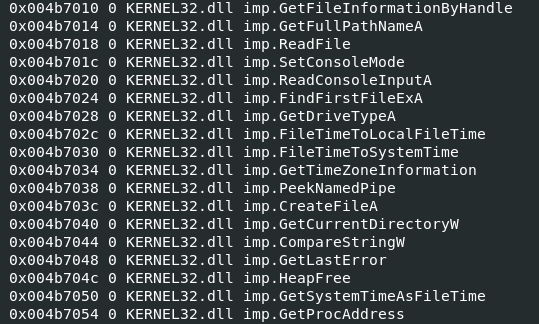 0x004b7010 0 KERNEL32.dll imp.GetFileInformationByHandle
0x004b7014 0 KERNEL32.dll imp.GetFullPathNameA
0x004b7018 0 KERNEL32.dll imp.ReadFile
0x004b701c 0 KERNEL32.dll imp.SetConsoleMode
0x004b7020 0 KERNEL32.dll imp.ReadConsoleInputA
0x004b7024 0 KERNEL32.dll imp.FindFirstFileExA
0x004b7028 0 KERNEL32.dll imp.GetDriveTypeA
0x004b702c 0 KERNEL32.dll imp.FileTimeToLocalFileTime
0x004b7030 0 KERNEL32.dll imp.FileTimeToSystemTime
0x004b7034 0 KERNEL32.dll imp.GetTimeZoneInformation
0x004b7038 0 KERNEL32.dll imp.PeekNamedPipe
0x004b703c 0 KERNEL32.dll imp.CreateFileA
0x004b7040 0 KERNEL32.dll imp.GetCurrentDirectoryW
0x004b7044 0 KERNEL32.dll imp.CompareStringW
0x004b7048 0 KERNEL32.dll imp.GetLastError
0x004b704c 0 KERNEL32.dll imp.HeapFree
0x004b7050 0 KERNEL32.dll imp.GetSystemTimeAsFileTime
0x004b7054 0 KERNEL32.dll imp.GetProcAddress